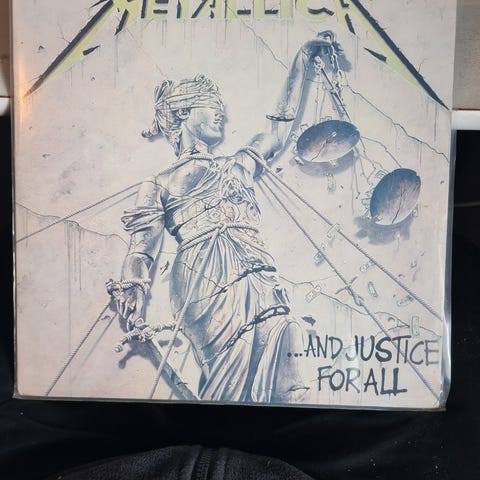 METALLICA
...AND JUSTICE
FOR ALL